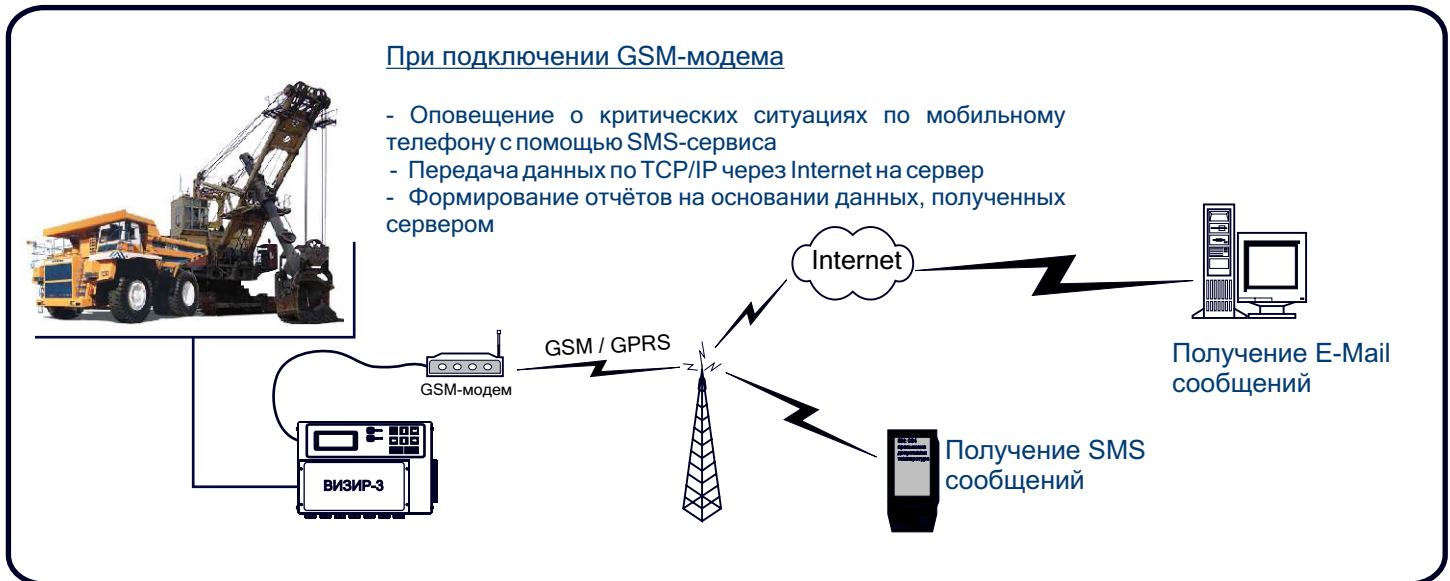 При подключении GSM-модема
- Оповещение о критических ситуациях по мобильному
телефону с помощью SMS-сервиса
- Передача данных по TCP/IP через Internet на сервер
- Формирование отчётов на основании данных, полученных
сервером
Internet
GSM / GPRS
GSM-модем
ВИЗИР-3
Получение E-Mail
сообщений
Получение SMS
сообщений